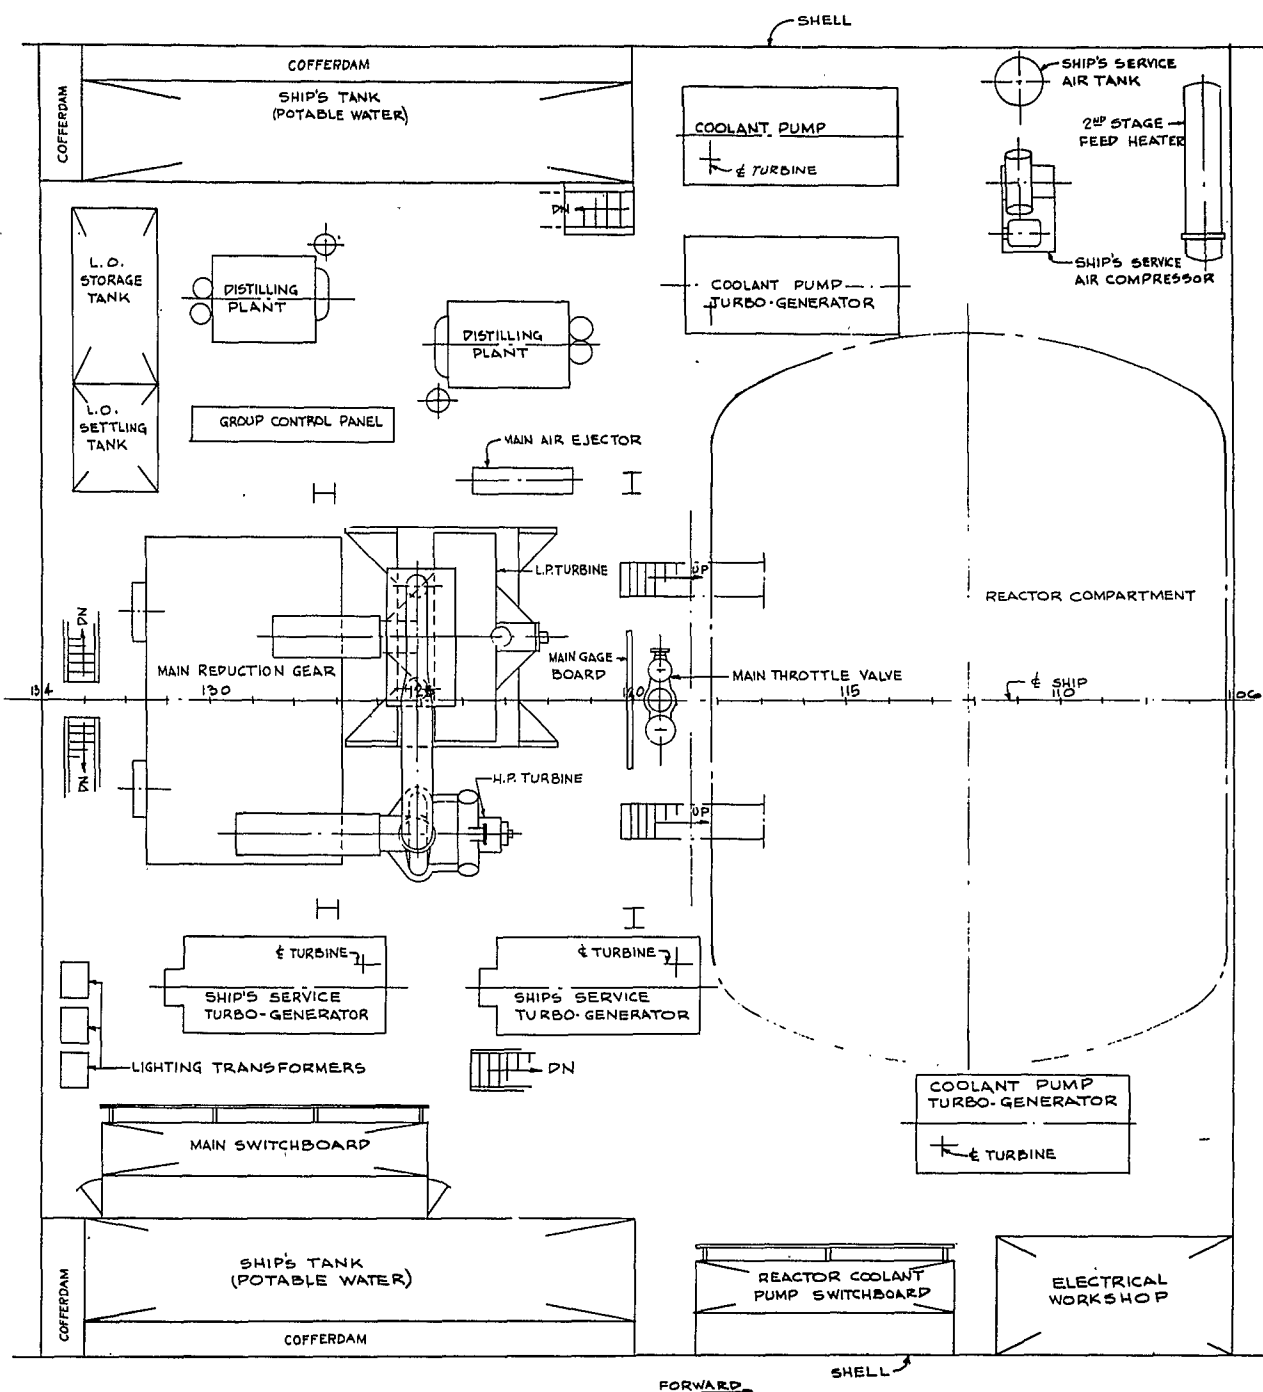 SHELL
COFFERDAM
COFFERDAM
SHIP'S TANK
(POTABLE WATER)
COOLANT PUMP
℄ TURBINE
SHIP'S SERVICE
AIR TANK
2ND STAGE
FEED HEATER
DN
L.O.
STORAGE
TANK
DISTILLING
PLANT
DISTILLING
PLANT
COOLANT PUMP
TURBO-GENERATOR
SHIP'S SERVICE
AIR COMPRESSOR
L.O.
SETTLING
TANK
GROUP CONTROL PANEL
MAIN AIR EJECTOR
L.P. TURBINE
UP
REACTOR COMPARTMENT
DN
MAIN REDUCTION GEAR
MAIN GAGE
BOARD
MAIN THROTTLE VALVE
℄ SHIP
134
130
125
120
115
110
106
DN
H.P. TURBINE
UP
℄ TURBINE
SHIP'S SERVICE
TURBO-GENERATOR
℄ TURBINE
SHIPS SERVICE
TURBO-GENERATOR
LIGHTING TRANSFORMERS
DN
COOLANT PUMP
TURBO-GENERATOR
℄ TURBINE
MAIN SWITCHBOARD
COFFERDAM
SHIP'S TANK
(POTABLE WATER)
COFFERDAM
REACTOR COOLANT
PUMP SWITCHBOARD
ELECTRICAL
WORKSHOP
SHELL
FORWARD